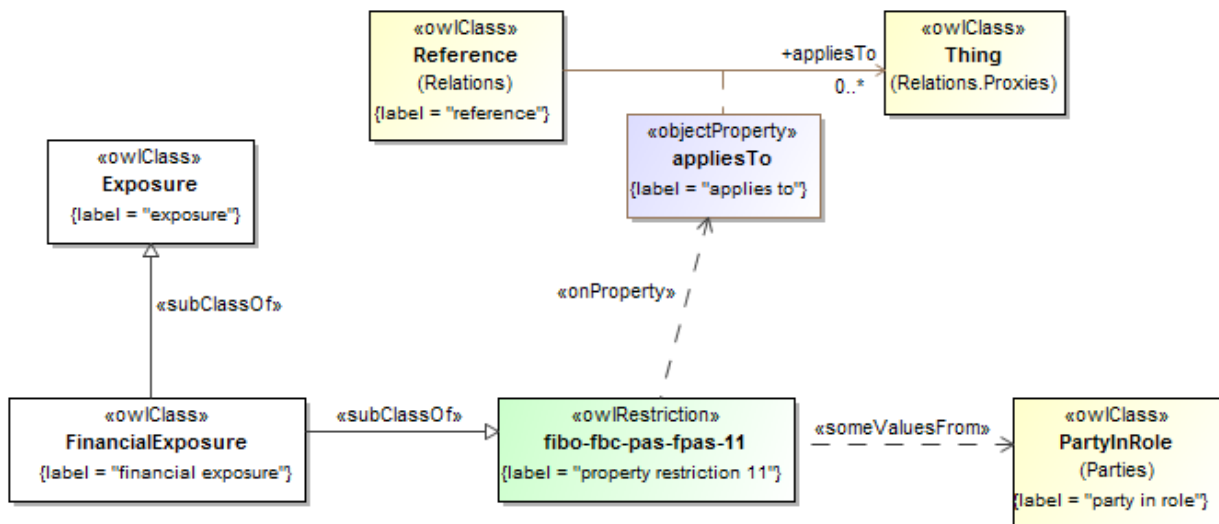 «owlClass»
Reference
(Relations)
{label = "reference"}
+appliesTo
0..*
«owlClass»
Thing
(Relations.Proxies)
«objectProperty»
appliesTo
{label = "applies to"}
«owlClass»
Exposure
{label = "exposure"}
«subClassOf»
«onProperty»
«owlClass»
FinancialExposure
{label = "financial exposure"}
«subClassOf»
«owlRestriction»
fibo-fbc-pas-fpas-11
{label = "property restriction 11"}
«someValuesFrom»
«owlClass»
PartyInRole
(Parties)
{label = "party in role"}